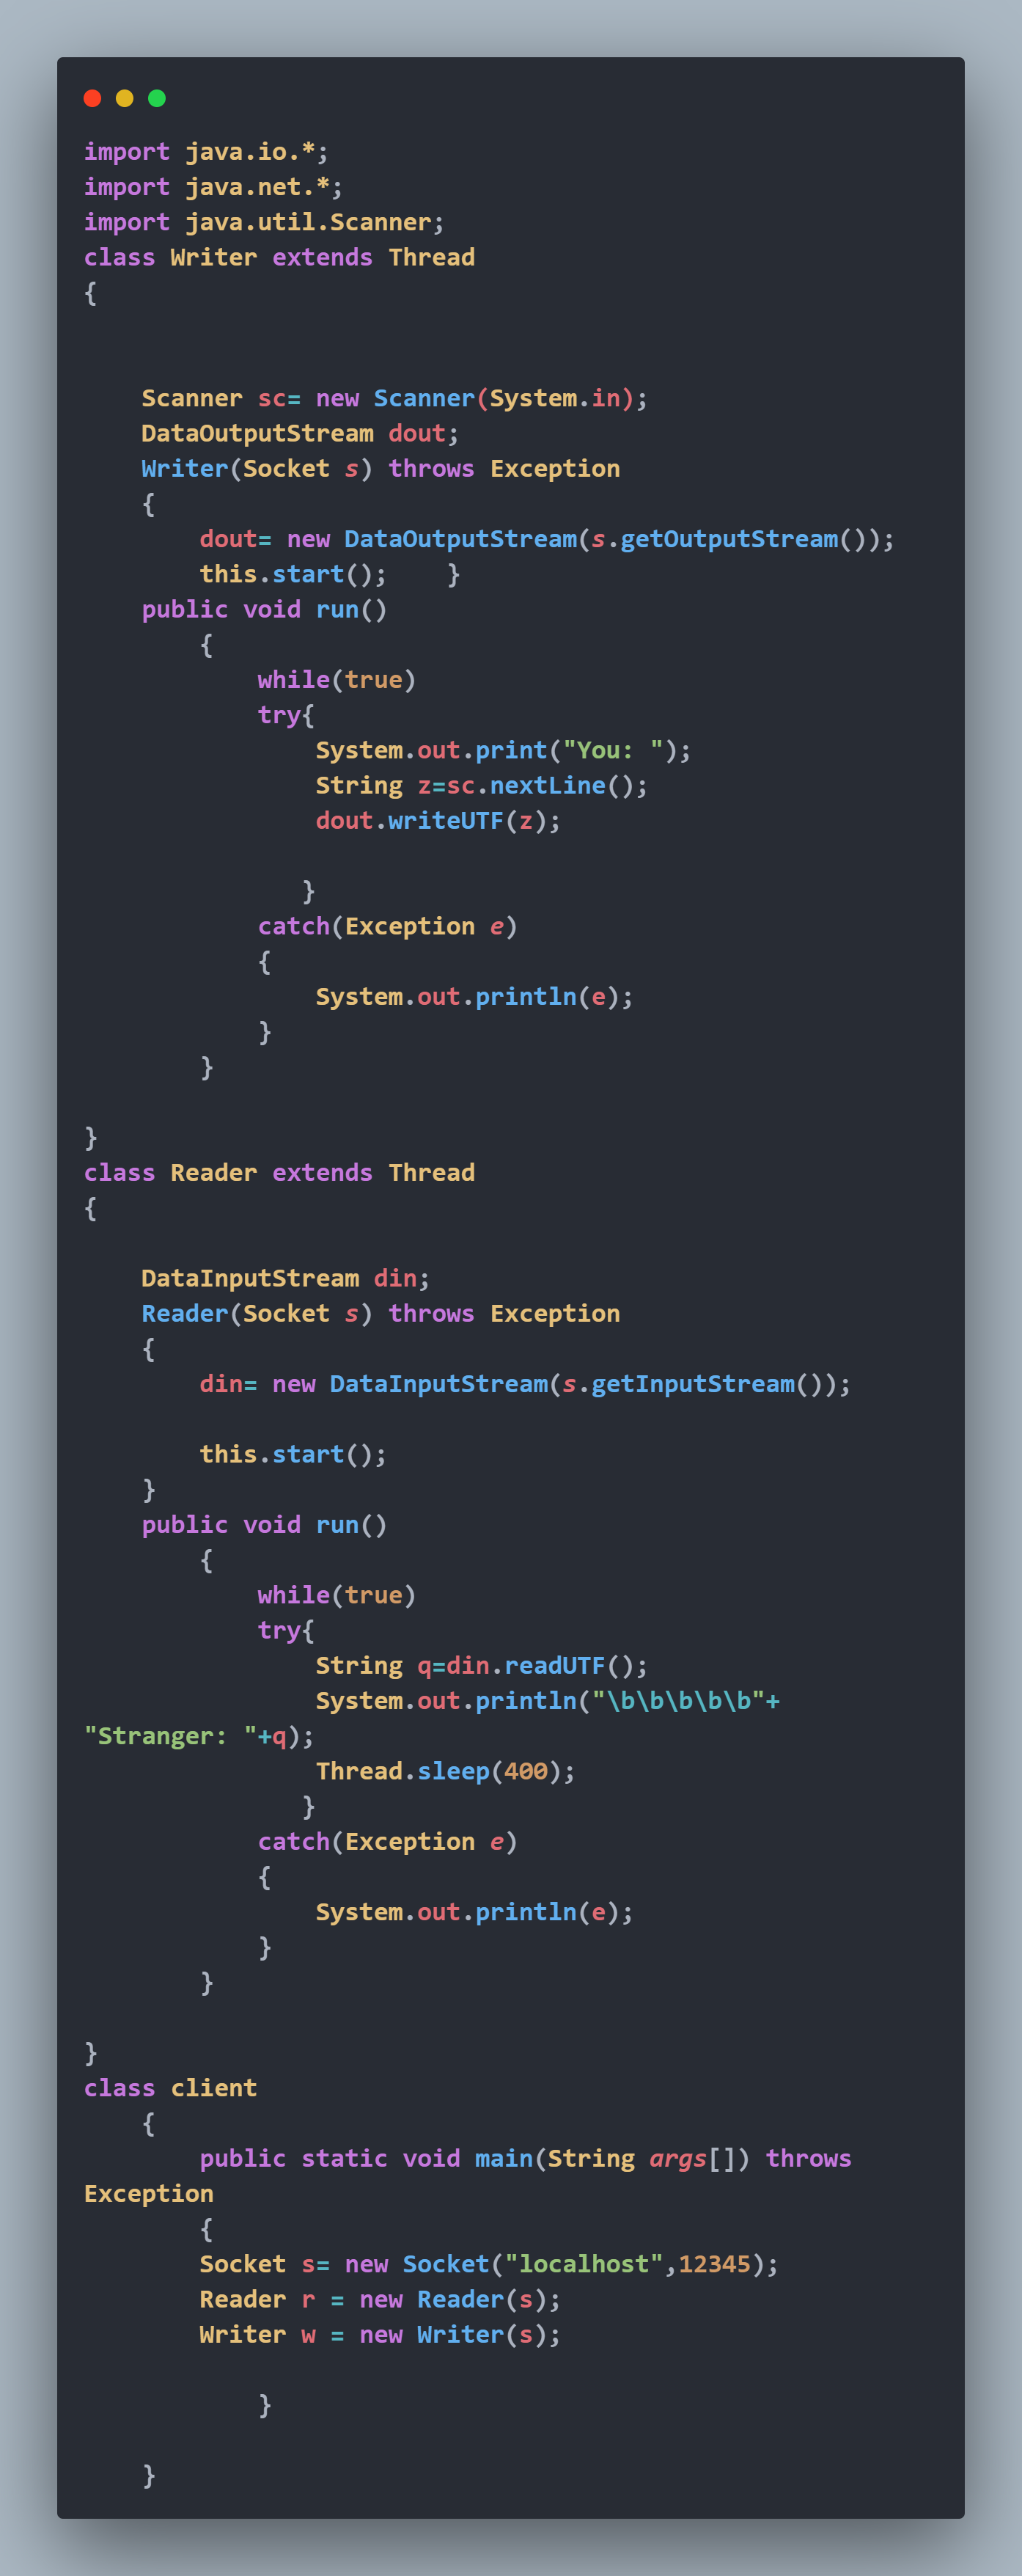 import java.io.*;
import java.net.*;
import java.util.Scanner;
class Writer extends Thread
{
    Scanner sc= new Scanner(System.in);
    DataOutputStream dout;
    Writer(Socket s) throws Exception
    {
        dout= new DataOutputStream(s.getOutputStream());
        this.start();    }
    public void run()
        {
            while(true)
            try{
                System.out.print("You: ");
                String z=sc.nextLine();
                dout.writeUTF(z);
               }
            catch(Exception e)
            {
                System.out.println(e);
            }
        }
}
class Reader extends Thread
{
    DataInputStream din;
    Reader(Socket s) throws Exception
    {
        din= new DataInputStream(s.getInputStream());
        this.start();
    }
    public void run()
        {
            while(true)
            try{
                String q=din.readUTF();
                System.out.println("\b\b\b\b\b"+
"Stranger: "+q);
                Thread.sleep(400);
               }
            catch(Exception e)
            {
                System.out.println(e);
            }
        }
}
class client
    {
        public static void main(String args[]) throws
Exception
        {
        Socket s= new Socket("localhost",12345);
        Reader r = new Reader(s);
        Writer w = new Writer(s);
            }
    }